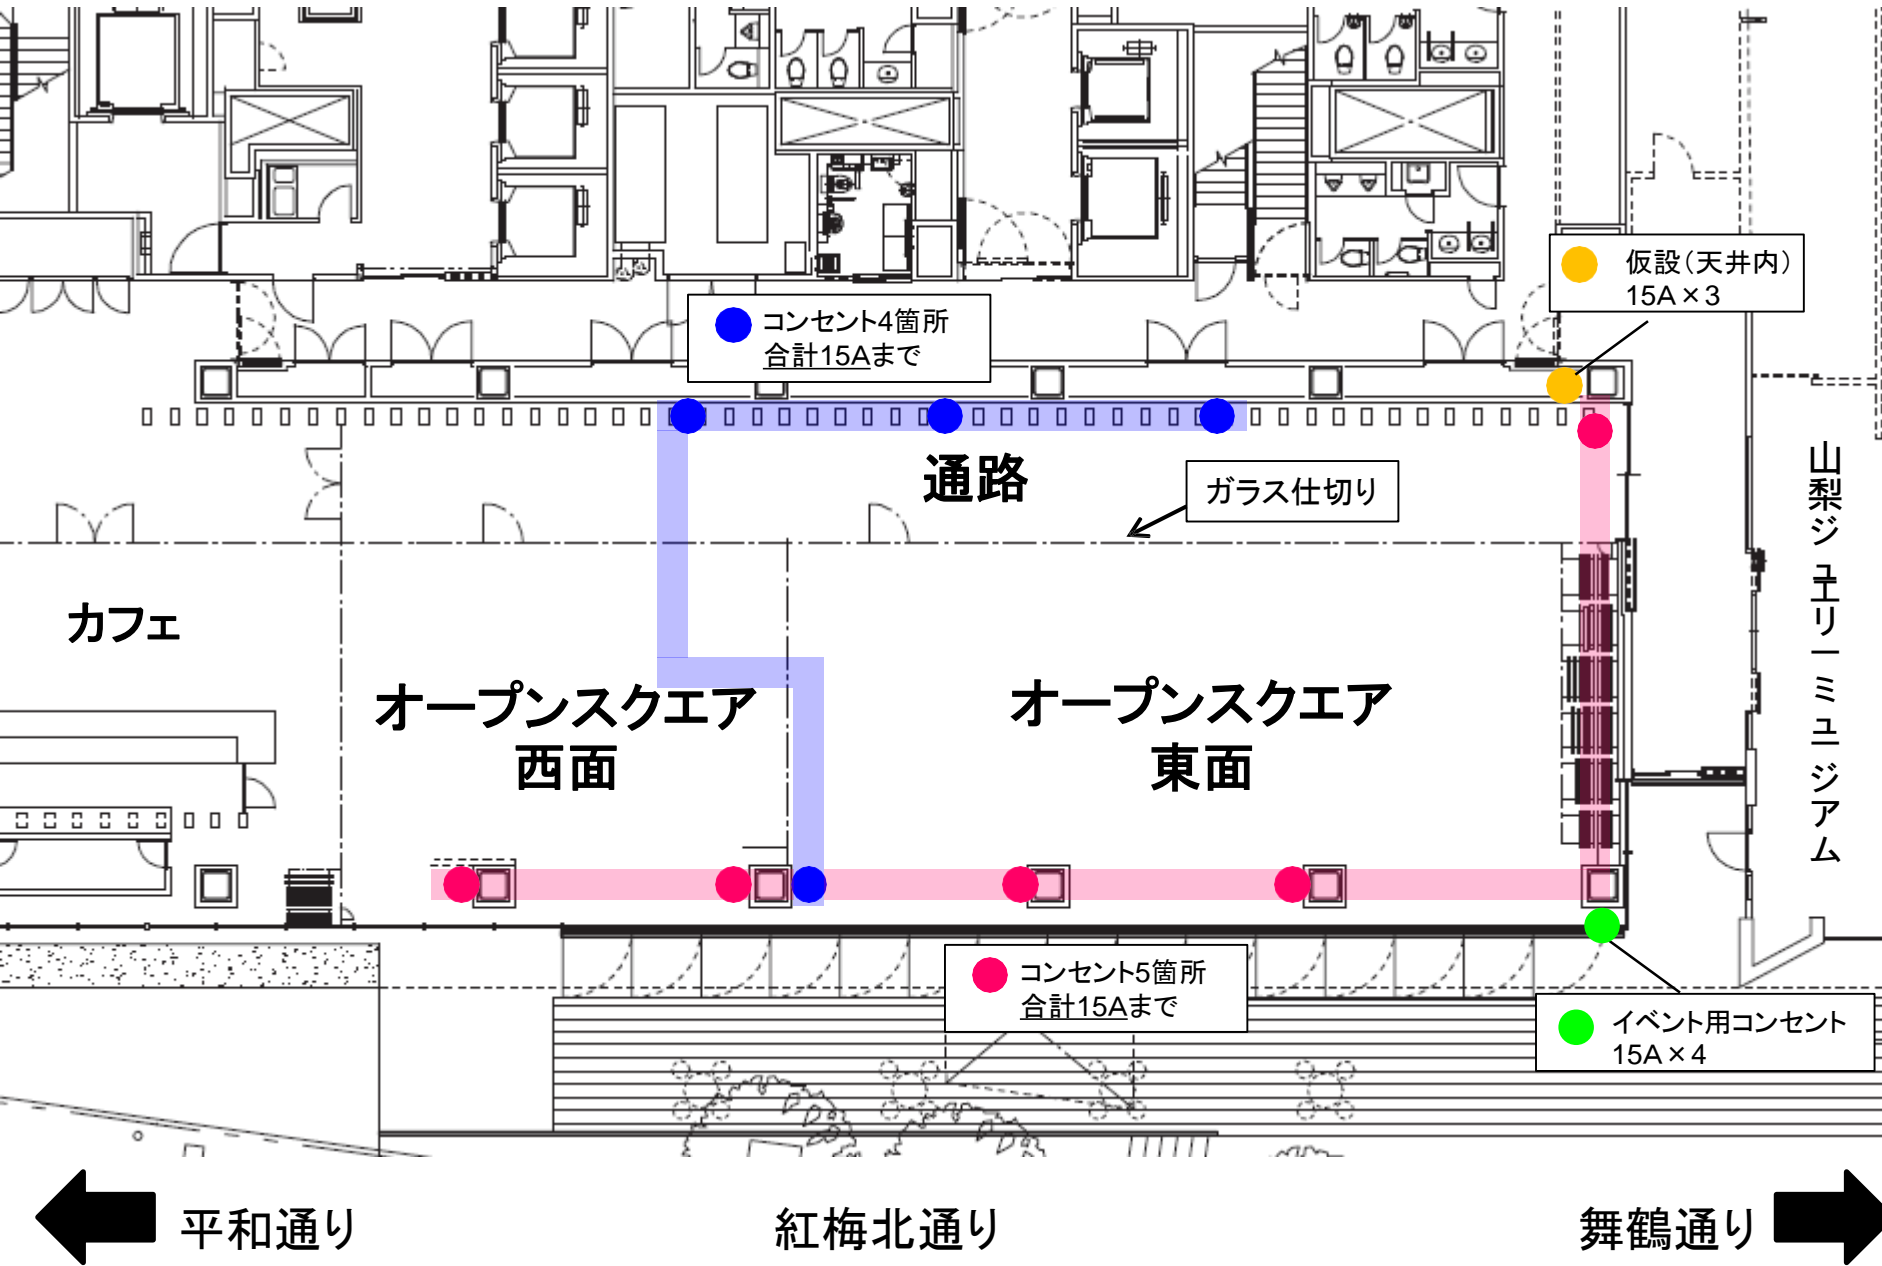 仮設(天井内)
15A×3
コンセント4箇所
合計15Aまで
通路
ガラス仕切り
山梨ジュエリーミュージアム
カフェ
オープンスクエア
西面
オープンスクエア
東面
コンセント5箇所
合計15Aまで
イベント用コンセント
15A×4
平和通り
紅梅北通り
舞鶴通り